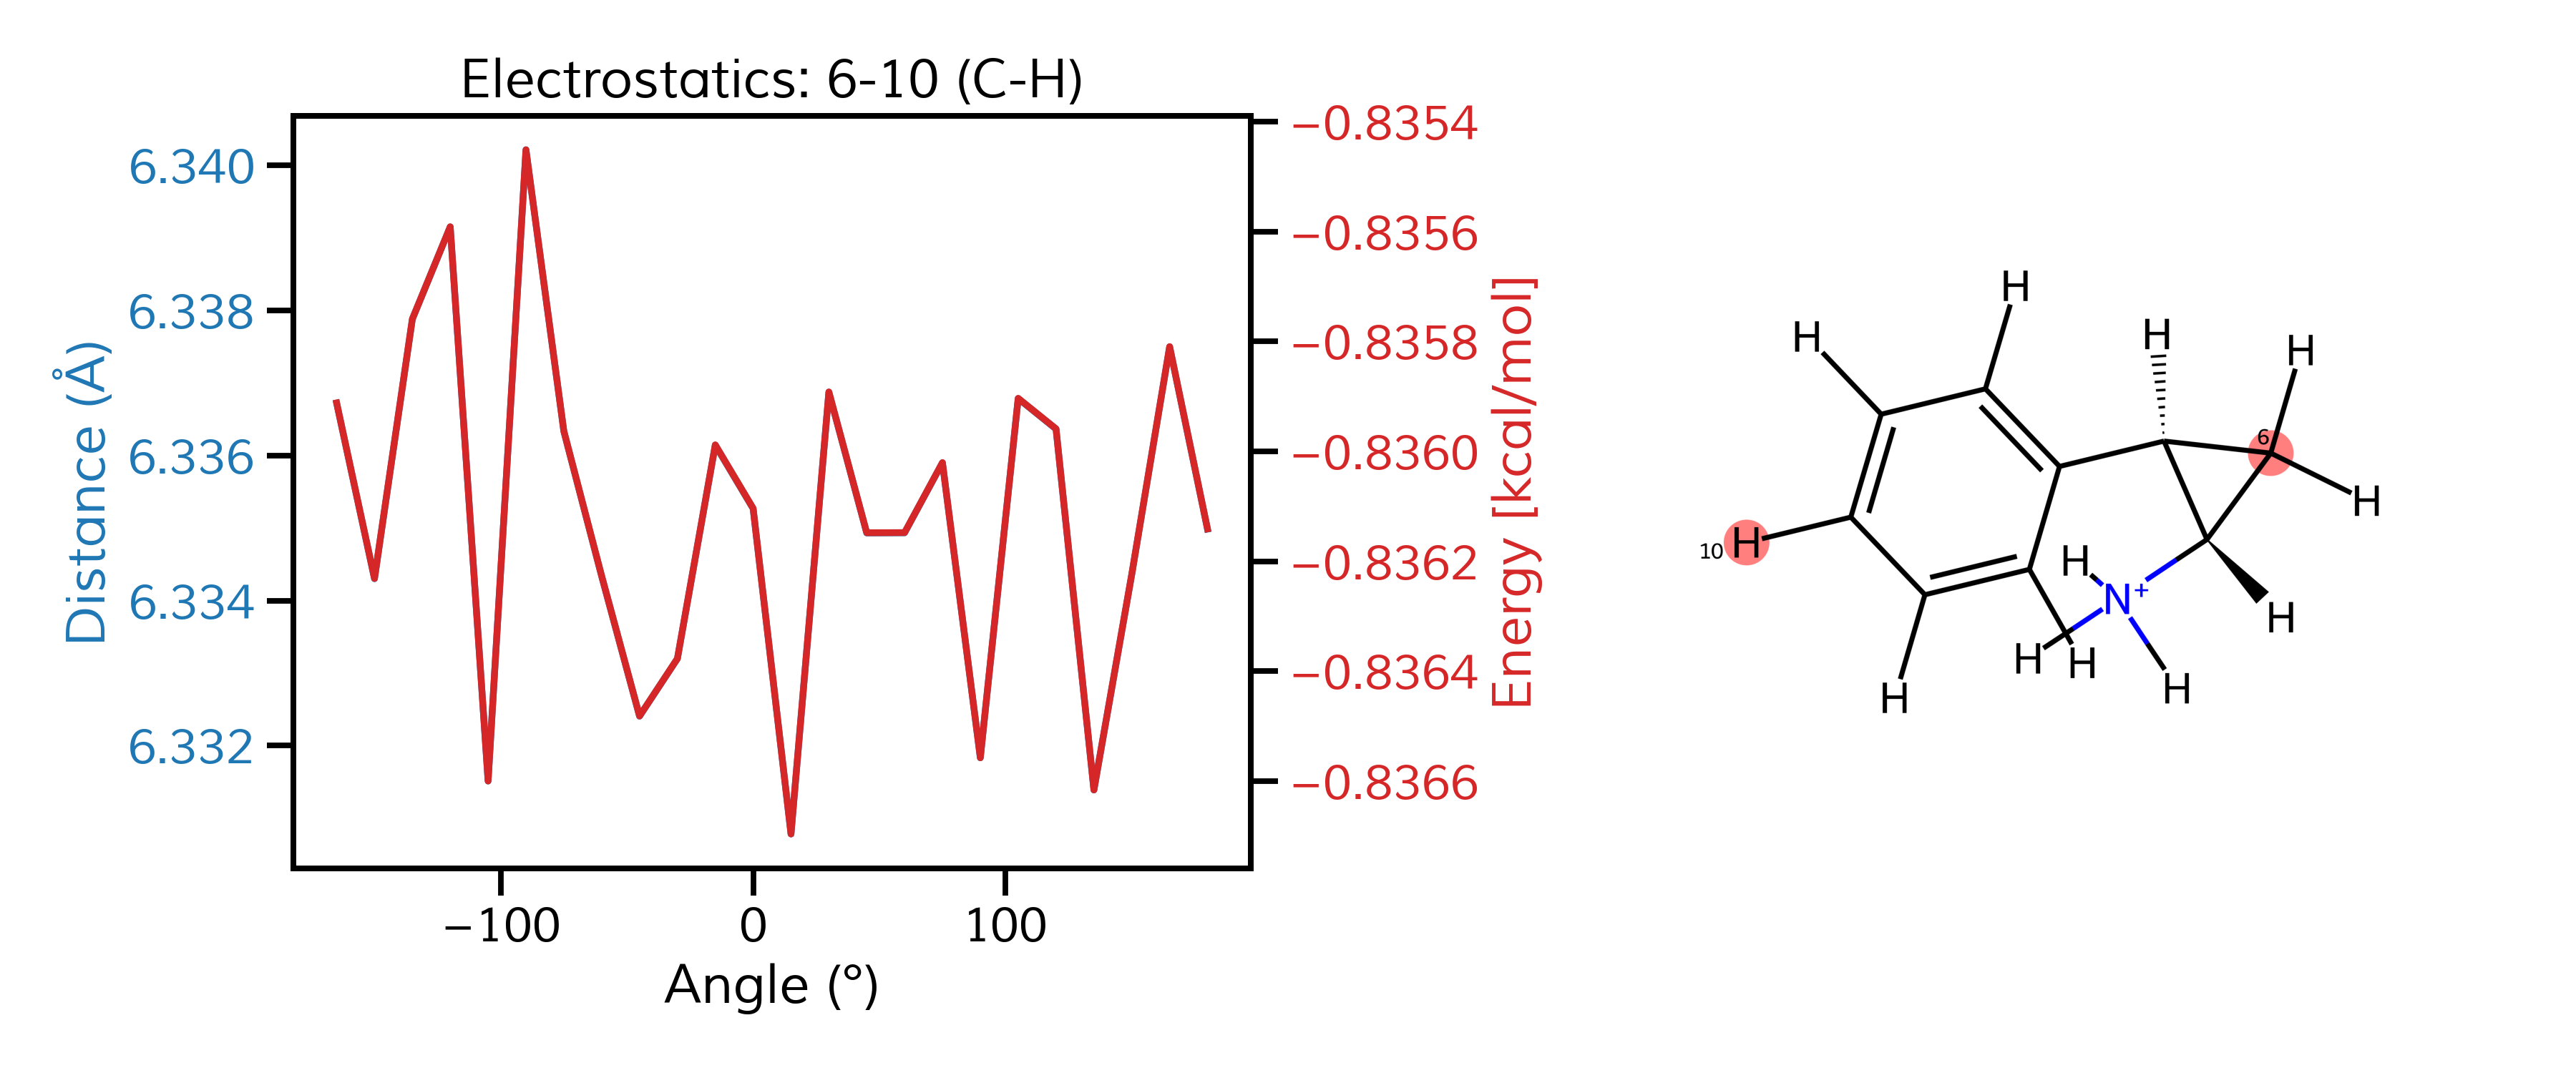 Electrostatics: 6-10 (C-H)
6.340
6.338
6.336
6.334
6.332
Distance (Å)
−0.8354
−0.8356
−0.8358
−0.8360
−0.8362
−0.8364
−0.8366
Energy [kcal/mol]
−100 0 100
Angle (°)
H
H H H
6
H
10 H
H
N⁺
H
H H
H H